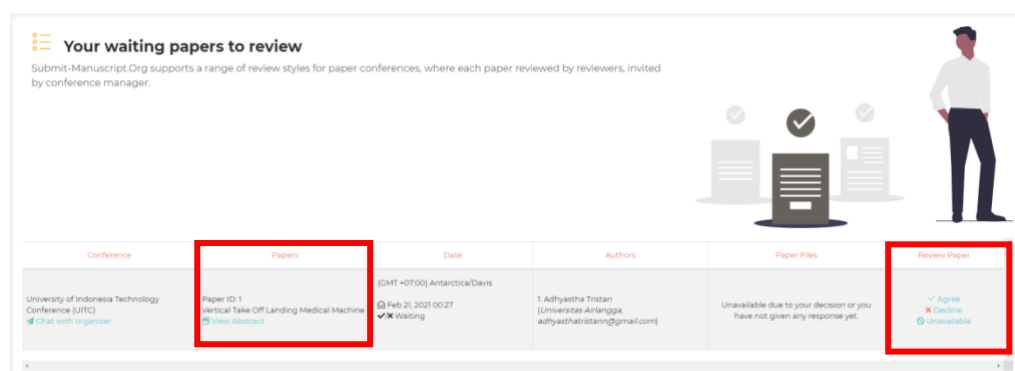 Your waiting papers to review
Submit-Manuscript.Org supports a range of review styles for paper conferences, where each paper reviewed by reviewers, invited
by conference manager.
Conference
Papers
Date
Authors
Paper Files
Review Paper
University of Indonesia Technology
Conference (UITC)
Chat with organizer
Paper ID: 1
Vertical Take Off Landing Medical Machine
View Abstract
(GMT +07:00) Antarctica/Davis
Feb 21, 2021 00:27
Waiting
1. Adhyastha Tristan
(Universitas Airlangga,
adhyasthatristann@gmail.com)
Unavailable due to your decision or you
have not given any response yet.
Agree
Decline
Unavailable